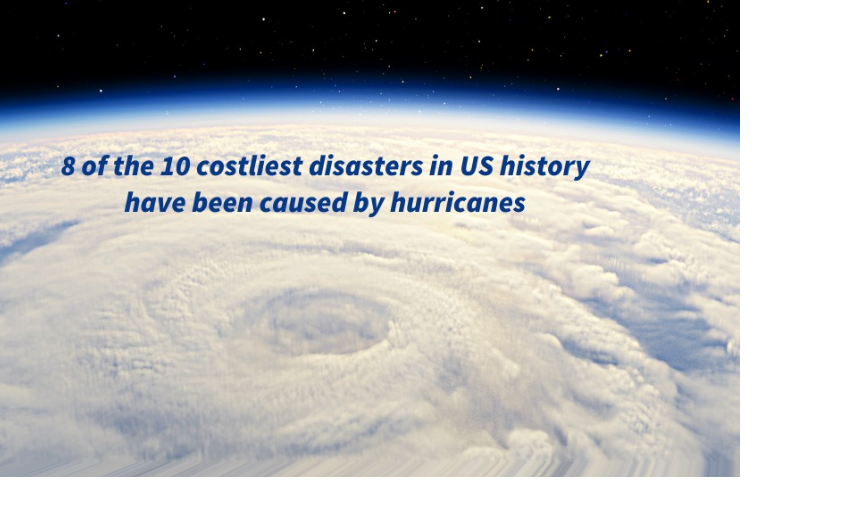 8 of the 10 costliest disasters in US history
have been caused by hurricanes